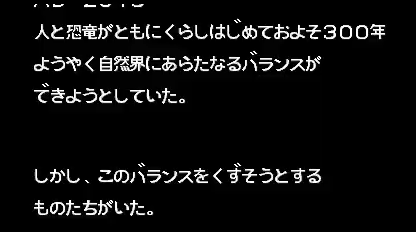 人と恐竜がともにくらしはじめておよそ３００年
ようやく自然界にあらたなるバランスが
できようとしていた。
しかし、このバランスをくずそうとする
ものたちがいた。